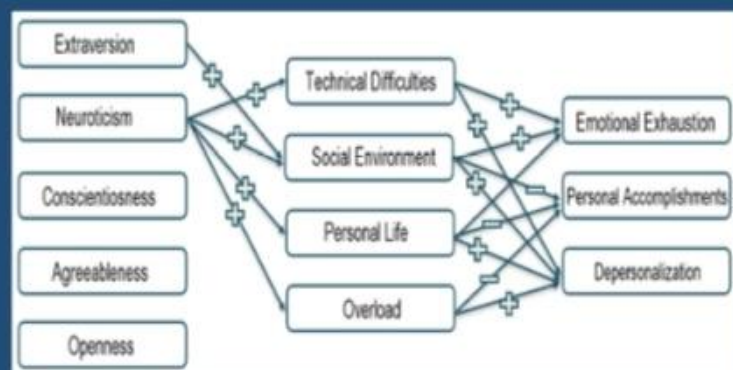 Extraversion
Neuroticism
Conscientiosness
Agreeableness
Openness
Technical Difficulties
Social Environment
Personal Life
Overload
Emotional Exhaustion
Personal Accomplishments
Depersonalization